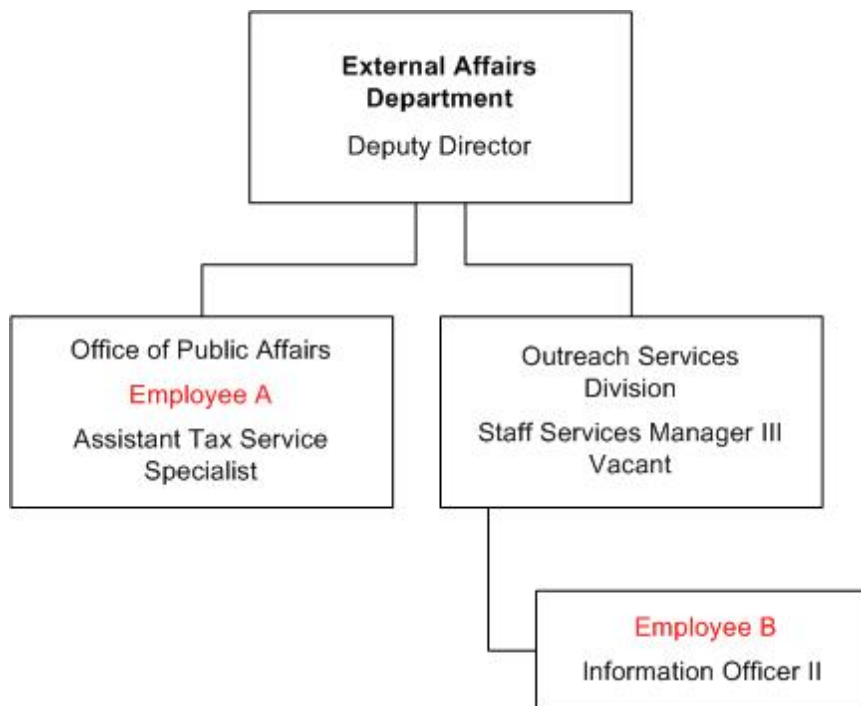 External Affairs
Department
Deputy Director
Office of Public Affairs
Employee A
Assistant Tax Service
Specialist
Outreach Services
Division
Staff Services Manager III
Vacant
Employee B
Information Officer II